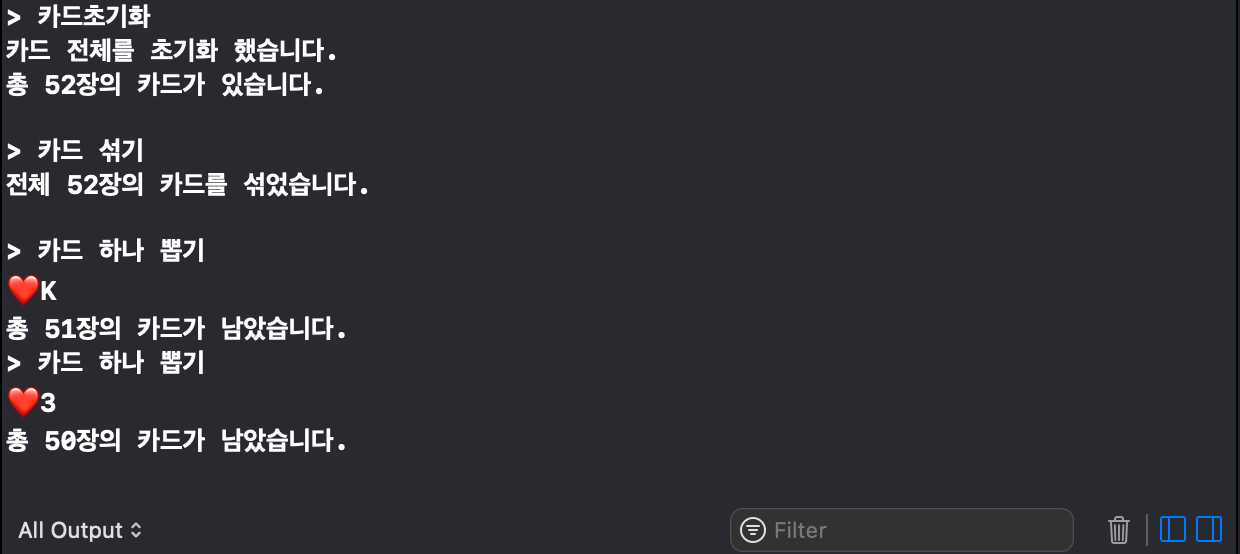 > 카드초기화
카드 전체를 초기화 했습니다.
총 52장의 카드가 있습니다.
> 카드 섞기
전체 52장의 카드를 섞었습니다.
> 카드 하나 뽑기
❤️K
총 51장의 카드가 남았습니다.
> 카드 하나 뽑기
❤️3
총 50장의 카드가 남았습니다.
All Output
Filter